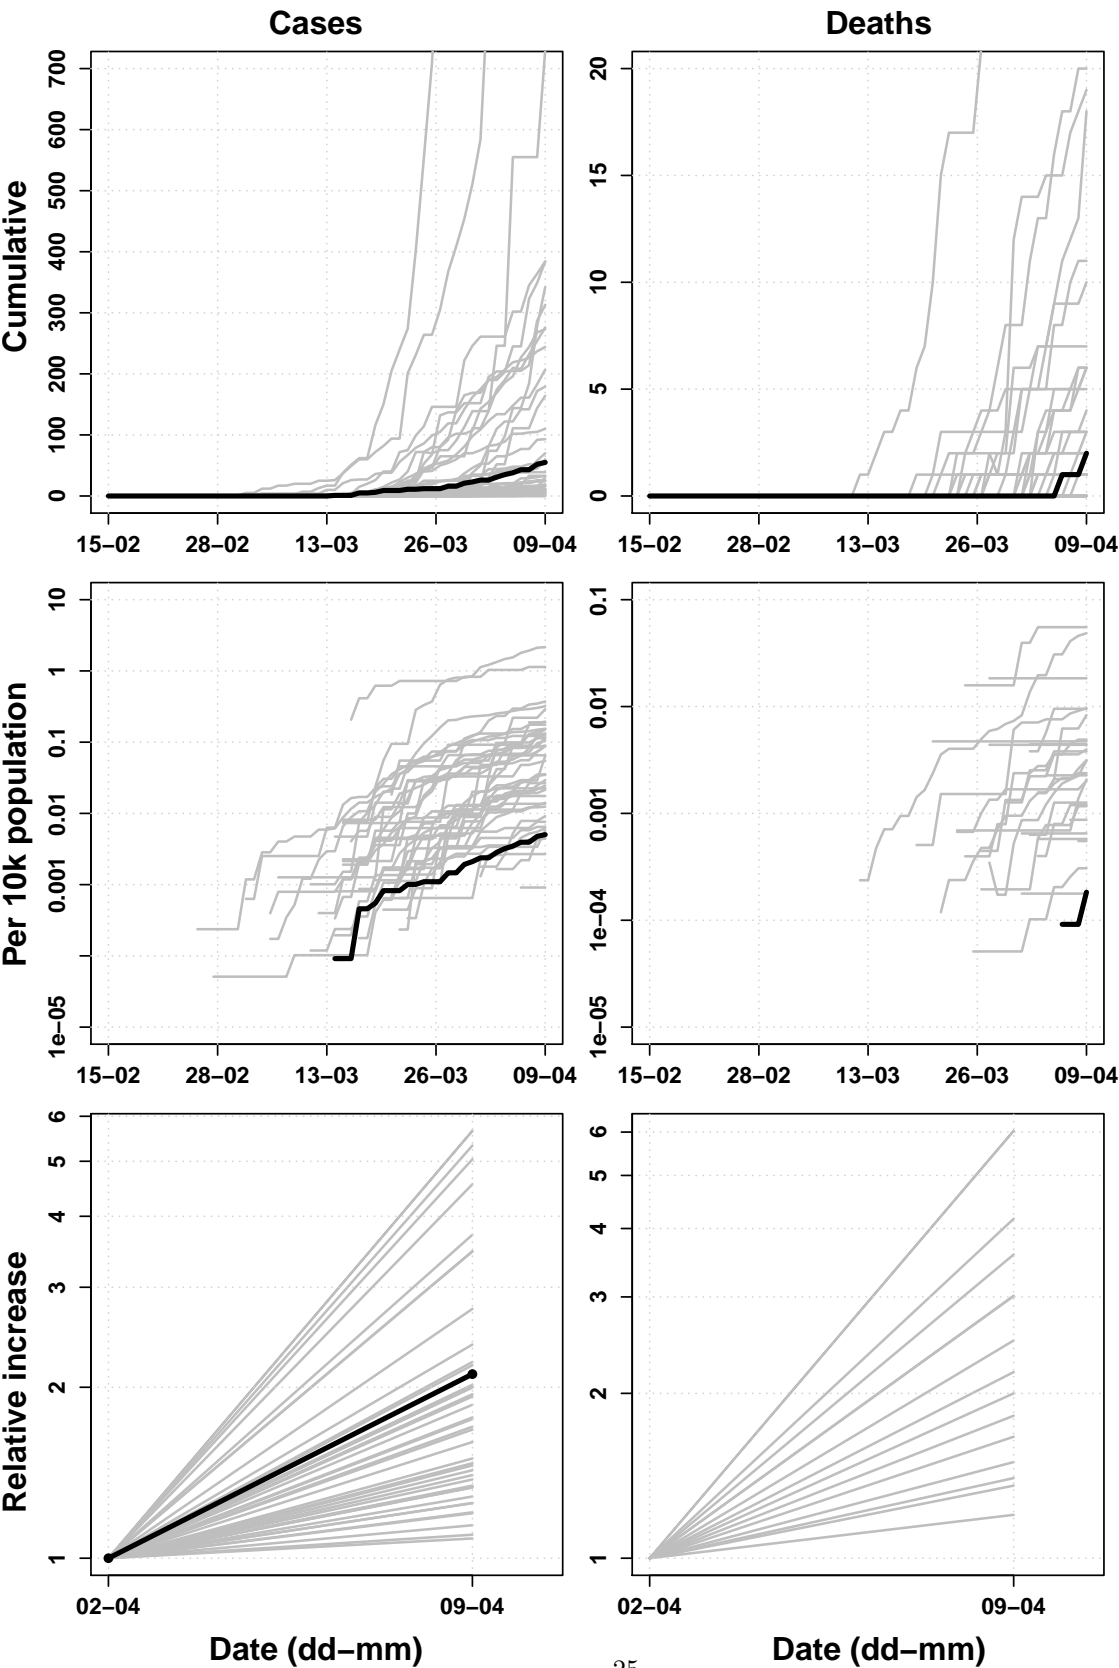 Cases
Deaths
Cumulative
0 100 200 300 400 500 600 700
15−02 28−02 13−03 26−03 09−04
0 5 10 15 20
15−02 28−02 13−03 26−03 09−04
Per 10k population
1e−05 0.001 0.01 0.1 1 10
15−02 28−02 13−03 26−03 09−04
1e−05 1e−04 0.001 0.01 0.1
15−02 28−02 13−03 26−03 09−04
Relative increase
1 2 3 4 5 6
02−04 09−04
Date (dd−mm)
1 2 3 4 5 6
02−04 09−04
Date (dd−mm)
25